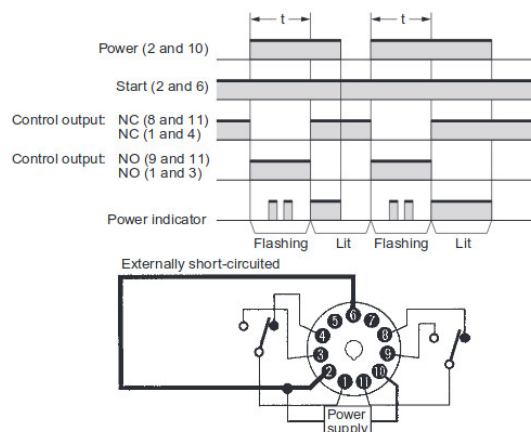 t t
Power (2 and 10)
Start (2 and 6)
Control output: NC (8 and 11)
NC (1 and 4)
Control output: NO (9 and 11)
NO (1 and 3)
Power indicator
Flashing Lit Flashing Lit
Externally short-circuited
6
5 7
4 8
3 9
2 10
1 11
Power
supply